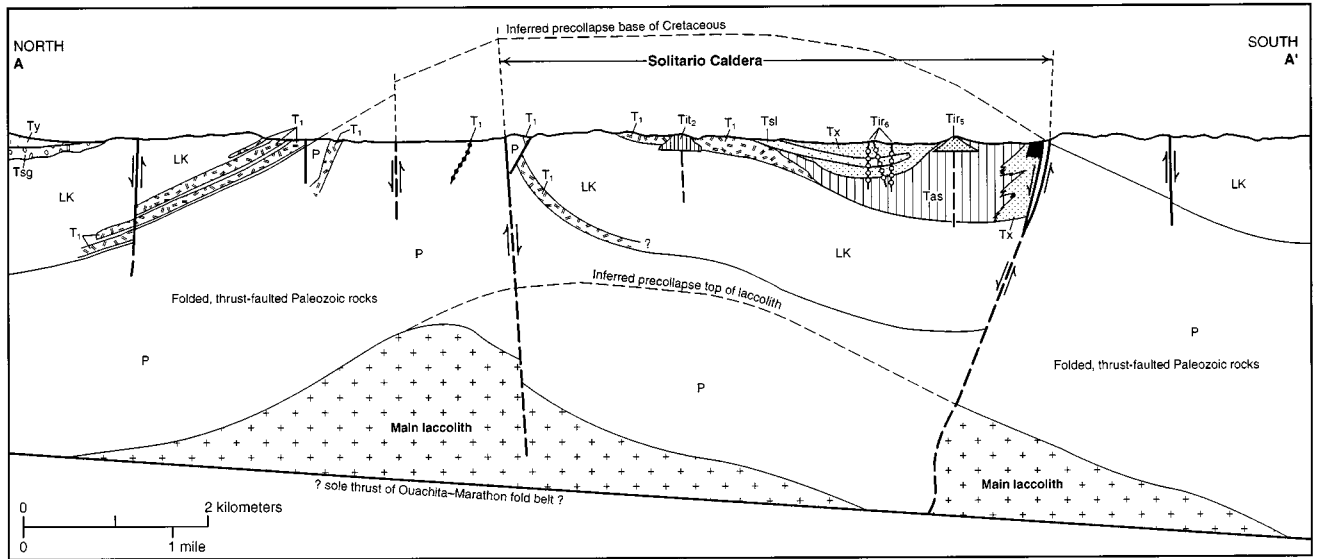 Inferred precollapse base of Cretaceous
NORTH
A
SOUTH
A'
Solitario Caldera
Ty
Tsg
T1
T1
T1
T1
T1
Tit2
T1
Tsl
Tx
Tir6
Tir5
P
P
LK
LK
T1
LK
Tas
Tx
LK
T1
?
P
LK
Inferred precollapse top of laccolith
Folded, thrust-faulted Paleozoic rocks
P
P
P
Folded, thrust-faulted Paleozoic rocks
Main laccolith
Main laccolith
? sole thrust of Ouachita–Marathon fold belt ?
0 2 kilometers
0 1 mile